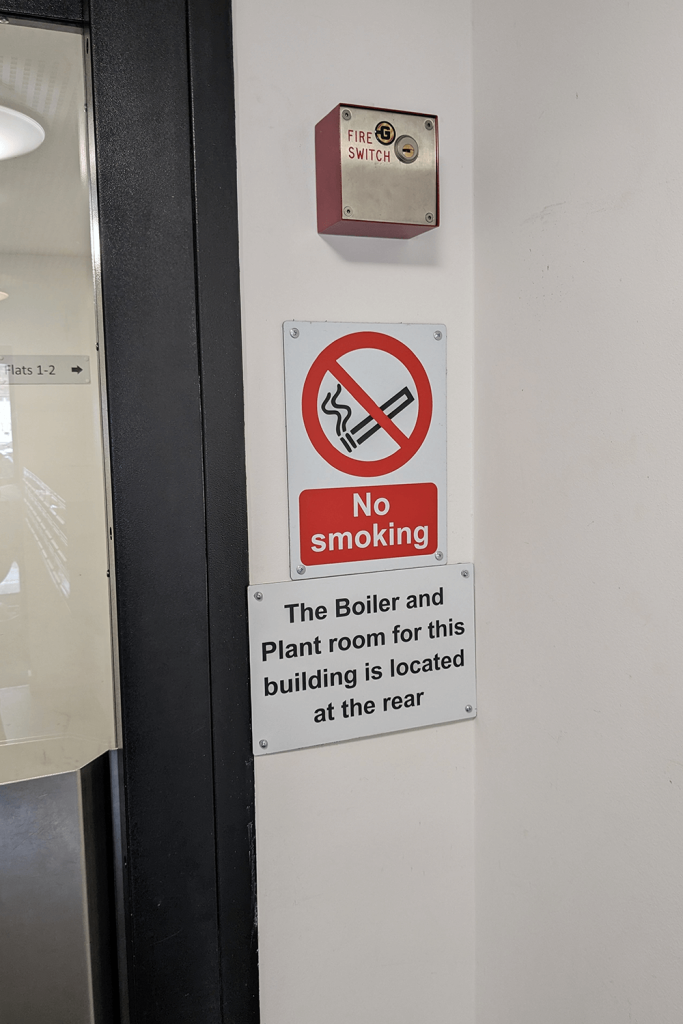 FIRE G
SWITCH
Flats 1-2
No
smoking
The Boiler and
Plant room for this
building is located
at the rear